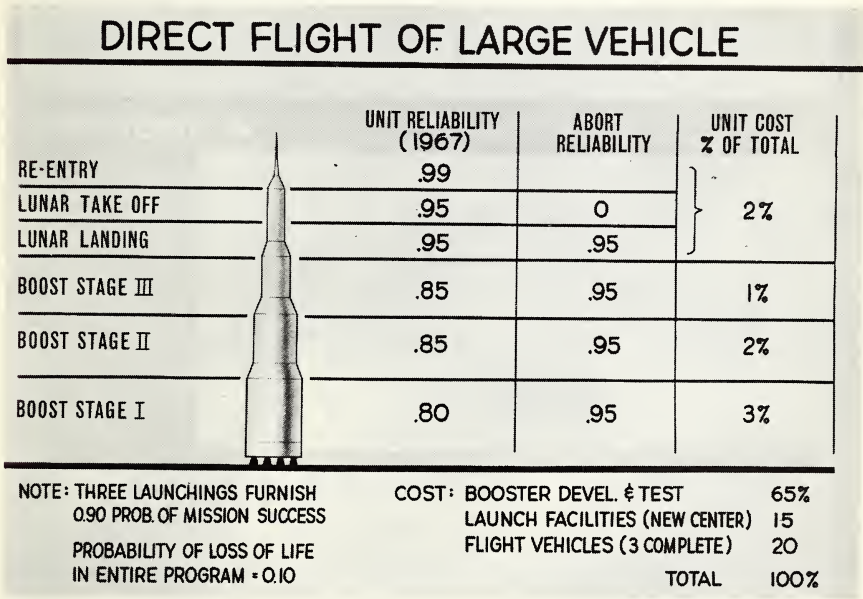 DIRECT FLIGHT OF LARGE VEHICLE
UNIT RELIABILITY (1967) ABORT RELIABILITY UNIT COST % OF TOTAL
RE-ENTRY .99
LUNAR TAKE OFF .95 0 2%
LUNAR LANDING .95 .95
BOOST STAGE III .85 .95 1%
BOOST STAGE II .85 .95 2%
BOOST STAGE I .80 .95 3%
NOTE: THREE LAUNCHINGS FURNISH
0.90 PROB. OF MISSION SUCCESS
PROBABILITY OF LOSS OF LIFE
IN ENTIRE PROGRAM = 0.10
COST: BOOSTER DEVEL. & TEST 65%
LAUNCH FACILITIES (NEW CENTER) 15
FLIGHT VEHICLES (3 COMPLETE) 20
TOTAL 100%